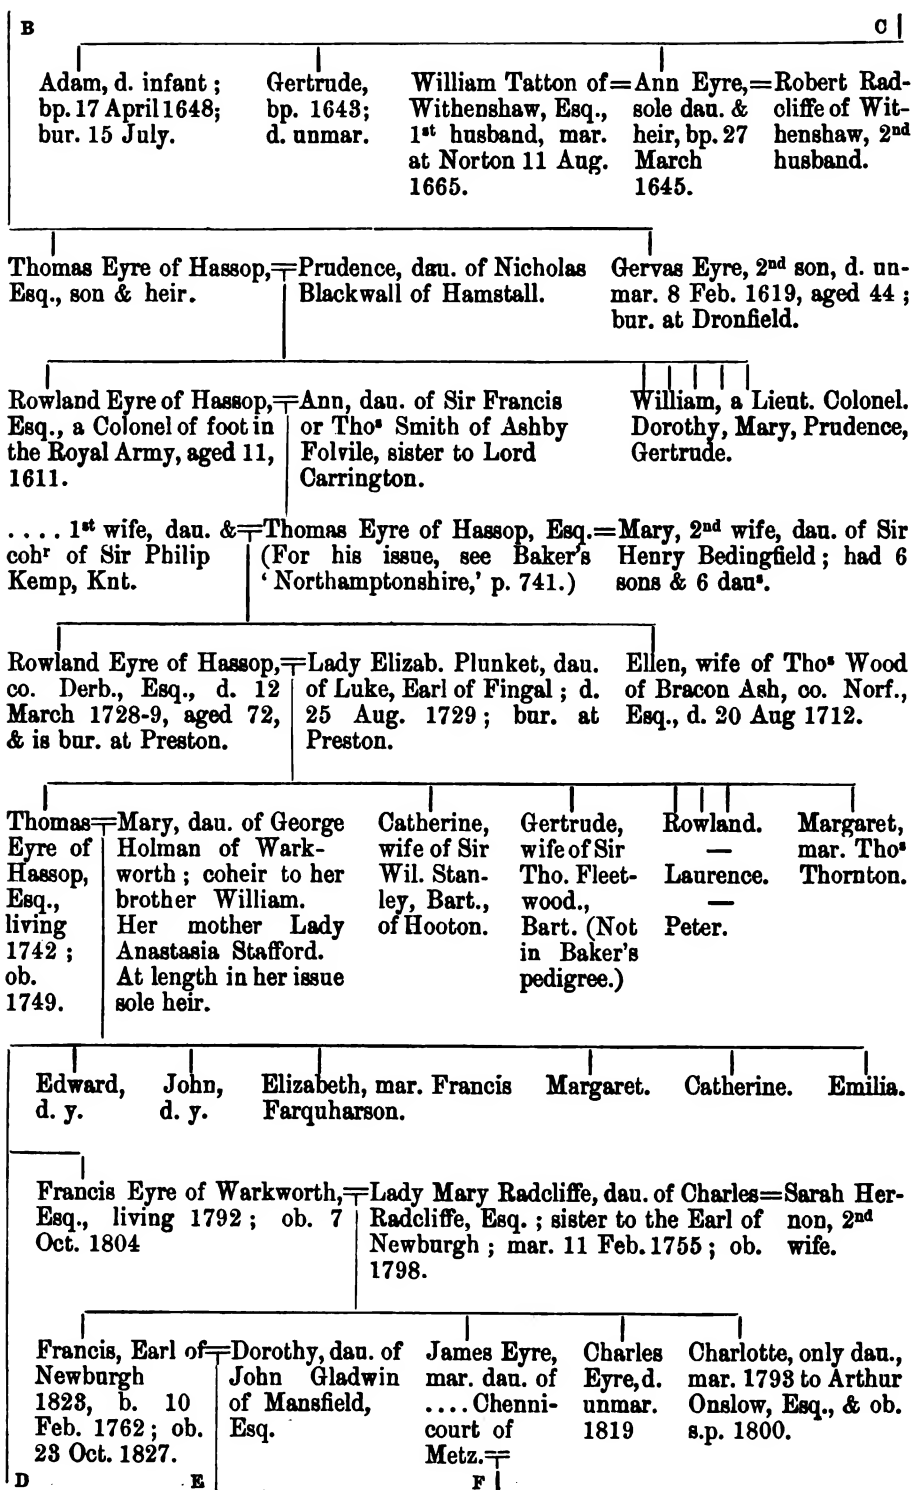 B
C
Adam, d. infant ;
bp. 17 April 1648;
bur. 15 July.
Gertrude,
bp. 1643;
d. unmar.
William Tatton of=
Withenshaw, Esq.,
1st husband, mar.
at Norton 11 Aug.
1665.
Ann Eyre,=
sole dau. &
heir, bp. 27
March
1645.
Robert Rad-
cliffe of Wit-
henshaw, 2nd
husband.
Thomas Eyre of Hassop,=
Esq., son & heir.
Prudence, dau. of Nicholas
Blackwall of Hamstall.
Gervas Eyre, 2nd son, d. un-
mar. 8 Feb. 1619, aged 44 ;
bur. at Dronfield.
Rowland Eyre of Hassop,=
Esq., a Colonel of foot in
the Royal Army, aged 11,
1611.
Ann, dau. of Sir Francis
or Thos Smith of Ashby
Folvile, sister to Lord
Carrington.
William, a Lieut. Colonel.
Dorothy, Mary, Prudence,
Gertrude.
.... 1st wife, dau. &=
cohr of Sir Philip
Kemp, Knt.
Thomas Eyre of Hassop, Esq.=
(For his issue, see Baker's
' Northamptonshire,' p. 741.)
Mary, 2nd wife, dau. of Sir
Henry Bedingfield ; had 6
sons & 6 daus.
Rowland Eyre of Hassop,=
co. Derb., Esq., d. 12
March 1728-9, aged 72,
& is bur. at Preston.
Lady Elizab. Plunket, dau.
of Luke, Earl of Fingal ; d.
25 Aug. 1729 ; bur. at
Preston.
Ellen, wife of Thos Wood
of Bracon Ash, co. Norf.,
Esq., d. 20 Aug 1712.
Thomas=
Eyre of
Hassop,
Esq.,
living
1742 ;
ob.
1749.
Mary, dau. of George
Holman of Wark-
worth ; coheir to her
brother William.
Her mother Lady
Anastasia Stafford.
At length in her issue
sole heir.
Catherine,
wife of Sir
Wil. Stan-
ley, Bart.,
of Hooton.
Gertrude,
wife of Sir
Tho. Fleet-
wood.,
Bart. (Not
in Baker's
pedigree.)
Rowland.
—
Laurence.
—
Peter.
Margaret,
mar. Thos
Thornton.
Edward,
d. y.
John,
d. y.
Elizabeth, mar. Francis
Farquharson.
Margaret.
Catherine.
Emilia.
Francis Eyre of Warkworth,=
Esq., living 1792 ; ob. 7
Oct. 1804
Lady Mary Radcliffe, dau. of Charles=
Radcliffe, Esq. ; sister to the Earl of
Newburgh ; mar. 11 Feb. 1755 ; ob.
1798.
Sarah Her-
non, 2nd
wife.
Francis, Earl of=
Newburgh
1823, b. 10
Feb. 1762 ; ob.
23 Oct. 1827.
Dorothy, dau. of
John Gladwin
of Mansfield,
Esq.
James Eyre,
mar. dau. of
.... Chenni-
court of
Metz.=
Charles
Eyre, d.
unmar.
1819
Charlotte, only dau.,
mar. 1793 to Arthur
Onslow, Esq., & ob.
s.p. 1800.
D
E
F